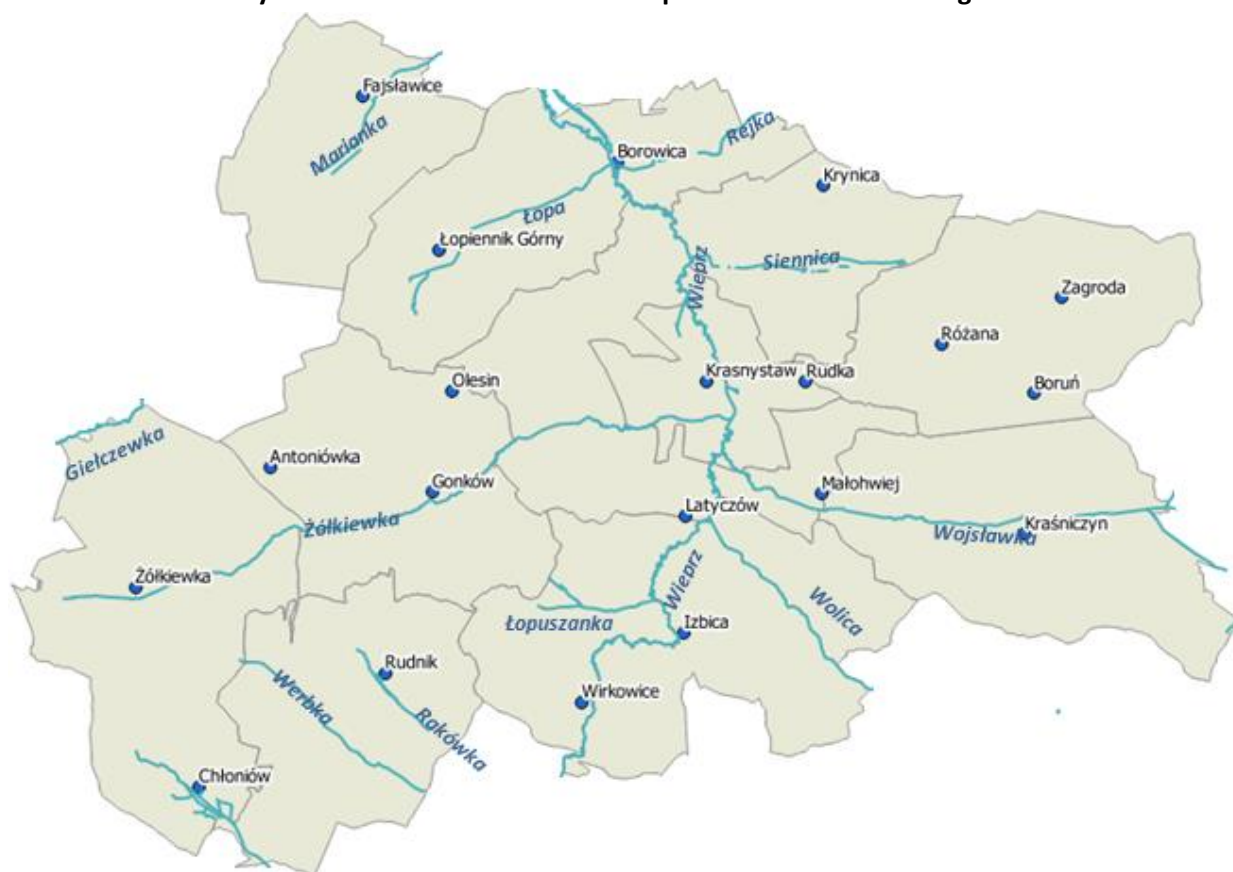 Fajsławice
Marianka
Borowica
Rejka
Krynica
Łopa
Łopiennik Górny
Wieprz
Siennica
Zagroda
Różana
Krasnystaw
Rudka
Boruń
Olesin
Giełczewka
Antoniówka
Gonków
Małohwiej
Żółkiewka
Latyczów
Wojsławka
Kraśniczyn
Żółkiewka
Wieprz
Wolica
Łopuszanka
Izbica
Rudnik
Werbka
Rakówka
Wirkowice
Chłoniów